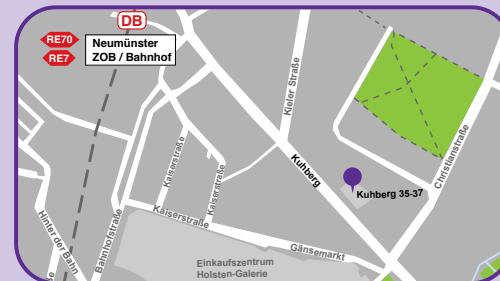 DB
RE70
RE7
Neumünster
ZOB / Bahnhof
Kieler Straße
Kuhberg
Christianstraße
Kaiserstraße
Kaiserstraße
Kuhberg 35-37
Kaiserstraße
Hinter der Bahn
Bahnhofstraße
Gänsemarkt
Einkaufszentrum
Holsten-Galerie